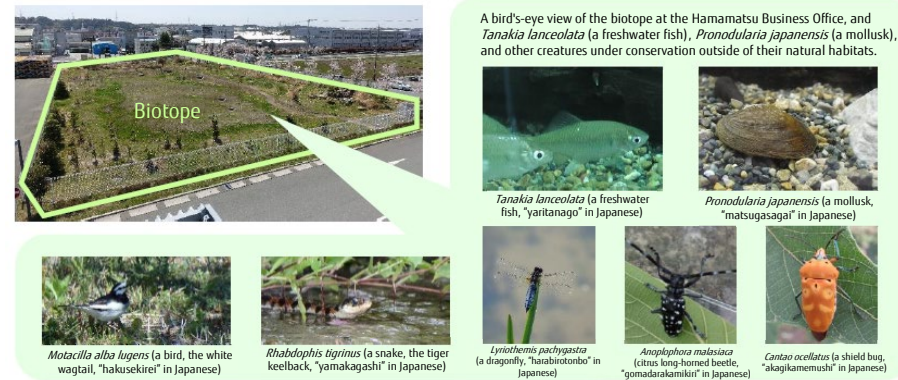 A bird's-eye view of the biotope at the Hamamatsu Business Office, and
Tanakia lanceolata (a freshwater fish), Pronodularia japanensis (a mollusk),
and other creatures under conservation outside of their natural habitats.
Biotope
Tanakia lanceolata (a freshwater
fish, “yaritanago” in Japanese)
Pronodularia japanensis (a mollusk,
“matsugasagai” in Japanese)
Motacilla alba lugens (a bird, the white
wagtail, “hakusekirei” in Japanese)
Rhabdophis tigrinus (a snake, the tiger
keelback, “yamakagashi” in Japanese)
Lyriothemis pachygastra
(a dragonfly, “harabirotonbo” in
Japanese)
Anoplophora malasiaca
(citrus long-horned beetle,
“gomadarakamikiri” in Japanese)
Cantao ocellatus (a shield bug,
“akagikamemushi” in Japanese)